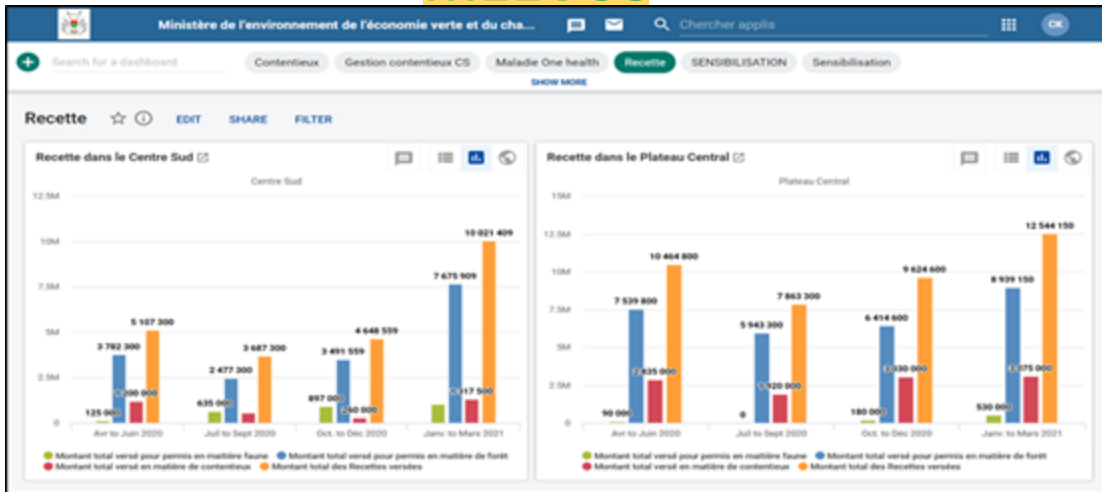 Ministère de l'environnement de l'économie verte et du cha...
Chercher applis
CK
Search for a dashboard
Contentieux
Gestion contentieux CS
Maladie One health
Recette
SENSIBILISATION
Sensibilisation
SHOW MORE
Recette
EDIT
SHARE
FILTER
Recette dans le Centre Sud
Centre Sud
12.5M
10M
7.5M
5M
2.5M
0
125 000
3 782 300
1 200 000
5 107 300
635 000
2 477 300
3 687 300
897 000
3 491 559
260 000
4 648 559
7 675 909
1 317 500
10 021 409
Avr to Juin 2020
Juil to Sept 2020
Oct. to Déc 2020
Janv. to Mars 2021
Montant total versé pour permis en maitière faune
Montant total versé pour permis en matière de forêt
Montant total versé en matière de contentieux
Montant total des Recettes versées
Recette dans le Plateau Central
Plateau Central
15M
12.5M
10M
7.5M
5M
2.5M
0
90 000
7 539 800
2 835 000
10 464 800
0
5 943 300
1 920 000
7 863 300
180 000
6 414 600
3 030 000
9 624 600
530 000
8 939 150
3 075 000
12 544 150
Avr to Juin 2020
Juil to Sept 2020
Oct. to Déc 2020
Janv. to Mars 2021
Montant total versé pour permis en maitière faune
Montant total versé pour permis en matière de forêt
Montant total versé en matière de contentieux
Montant total des Recettes versées